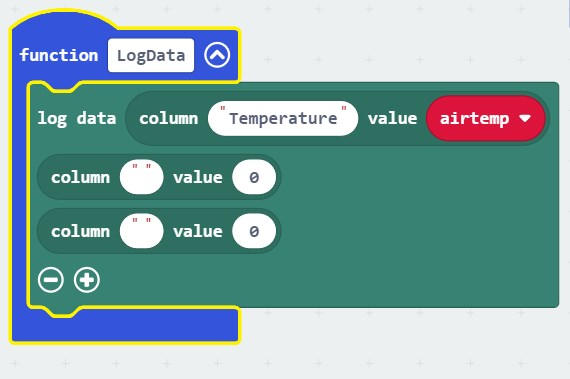 function LogData
log data column "Temperature" value airtemp
column " " value 0
column " " value 0